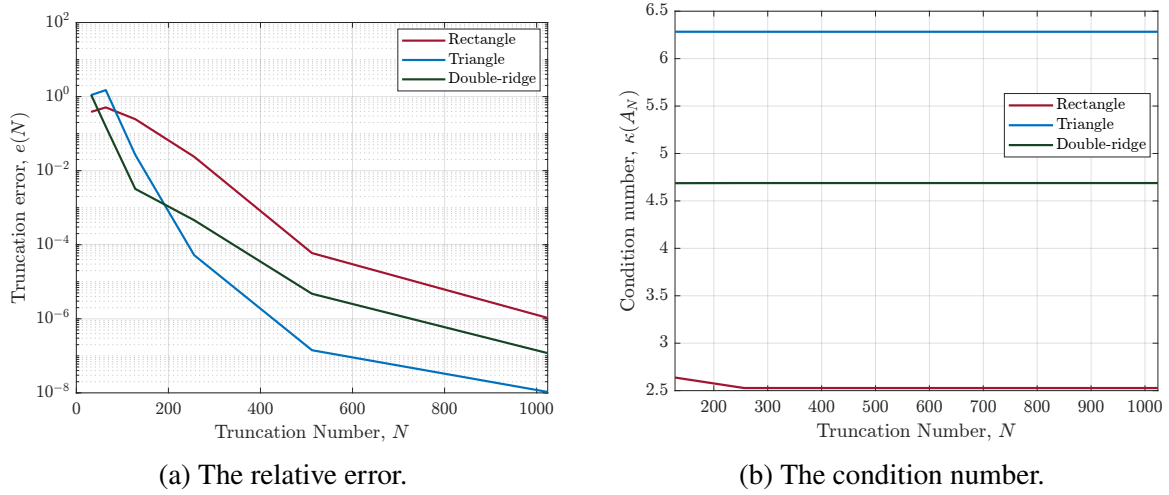 10^2
10^0
10^-2
10^-4
10^-6
10^-8
Truncation error, e(N)
0 200 400 600 800 1000
Truncation Number, N
Rectangle
Triangle
Double-ridge
(a) The relative error.
6.5
6
5.5
5
4.5
4
3.5
3
2.5
Condition number, κ(A_N)
200 300 400 500 600 700 800 900 1000
Truncation Number, N
Rectangle
Triangle
Double-ridge
(b) The condition number.